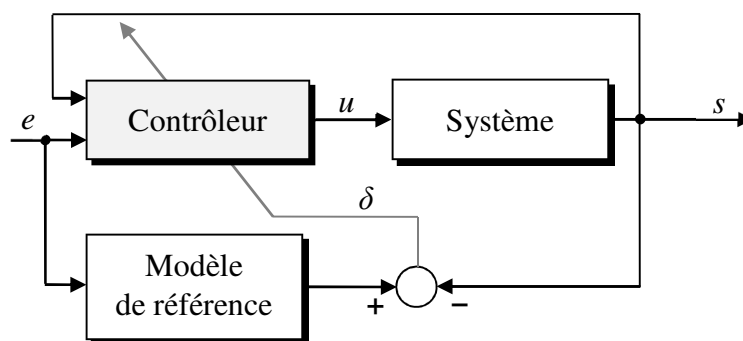 e
Contrôleur
u
Système
s
δ
Modèle
de référence
+
−